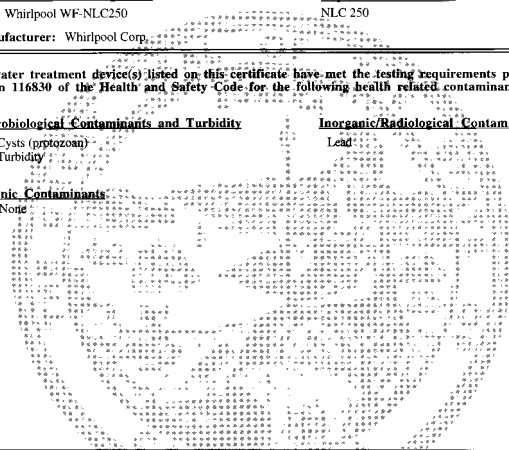 Whirlpool WF-NLC250 NLC 250
ufacturer: Whirlpool Corp.
ater treatment device(s) listed on this certificate have met the testing requirements p
n 116830 of the Health and Safety Code for the following health related contaminan
robiological Contaminants and Turbidity Inorganic/Radiological Contam
Cysts (protozoan) Lead
Turbidity
nic Contaminants
None